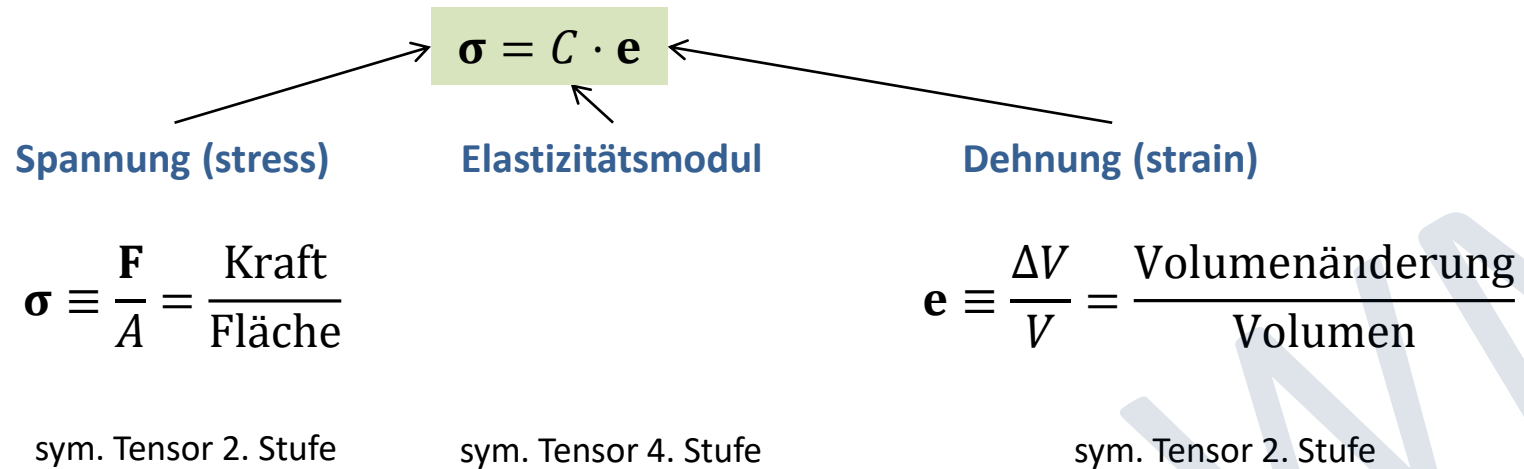 σ = C · e
Spannung (stress)
Elastizitätsmodul
Dehnung (strain)
σ ≡ F/A = Kraft/Fläche
e ≡ ΔV/V = Volumenänderung/Volumen
sym. Tensor 2. Stufe
sym. Tensor 4. Stufe
sym. Tensor 2. Stufe